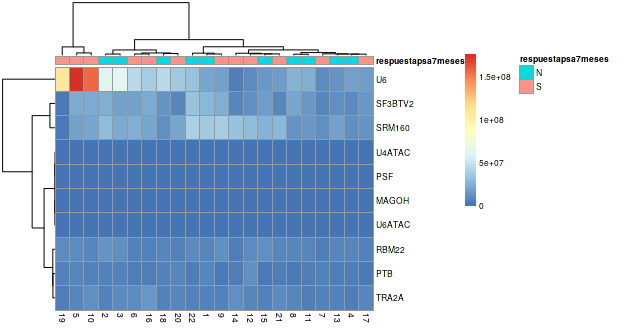 respuestapsa7meses
respuestapsa7meses
N
S
1.5e+08
1e+08
5e+07
0
U6
SF3BTV2
SRM160
U4ATAC
PSF
MAGOH
U6ATAC
RBM22
PTB
TRA2A
19 5 10 2 3 6 16 18 20 22 1 9 14 12 15 21 8 11 7 13 4 17